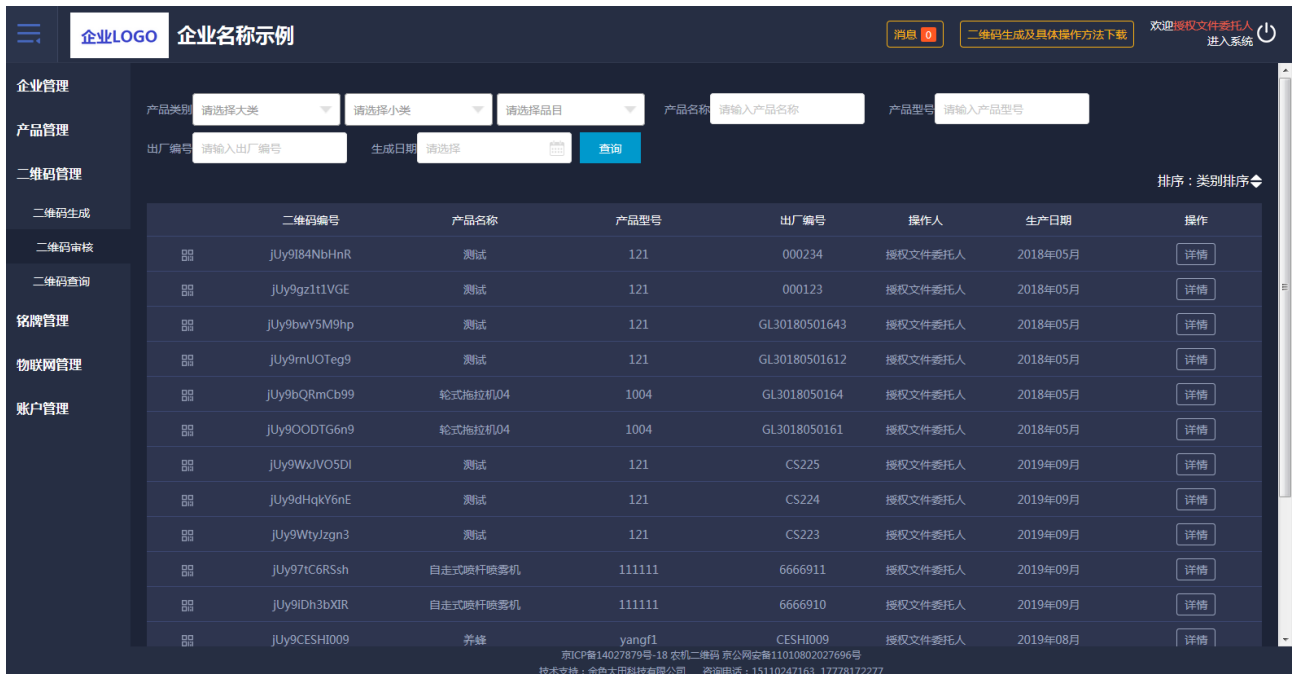 企业LOGO 企业名称示例 消息 0 二维码生成及具体操作方法下载 欢迎授权文件委托人
进入系统
企业管理
产品管理
二维码管理
二维码生成
二维码审核
二维码查询
铭牌管理
物联网管理
账户管理
产品类别 请选择大类 请选择小类 请选择品目 产品名称 请输入产品名称 产品型号 请输入产品型号
出厂编号 请输入出厂编号 生成日期 请选择 查询
排序：类别排序
二维码编号 产品名称 产品型号 出厂编号 操作人 生产日期 操作
jUy9I84NbHnR 测试 121 000234 授权文件委托人 2018年05月 详情
jUy9gz1t1VGE 测试 121 000123 授权文件委托人 2018年05月 详情
jUy9bwY5M9hp 测试 121 GL30180501643 授权文件委托人 2018年05月 详情
jUy9rnUOTeg9 测试 121 GL30180501612 授权文件委托人 2018年05月 详情
jUy9bQRmCb99 轮式拖拉机04 1004 GL3018050164 授权文件委托人 2018年05月 详情
jUy9OODTG6n9 轮式拖拉机04 1004 GL3018050161 授权文件委托人 2018年05月 详情
jUy9WxJVO5DI 测试 121 CS225 授权文件委托人 2019年09月 详情
jUy9dHqkY6nE 测试 121 CS224 授权文件委托人 2019年09月 详情
jUy9WtyJzgn3 测试 121 CS223 授权文件委托人 2019年09月 详情
jUy97tC6RSsh 自走式喷杆喷雾机 111111 6666911 授权文件委托人 2019年09月 详情
jUy9iDh3bXIR 自走式喷杆喷雾机 111111 6666910 授权文件委托人 2019年09月 详情
jUy9CESHI009 养蜂 yangf1 CESHI009 授权文件委托人 2019年08月 详情
京ICP备14027879号-18 农机二维码 京公网安备11010802027696号
技术支持：金色大田科技有限公司 咨询电话：15110247163 17778172277